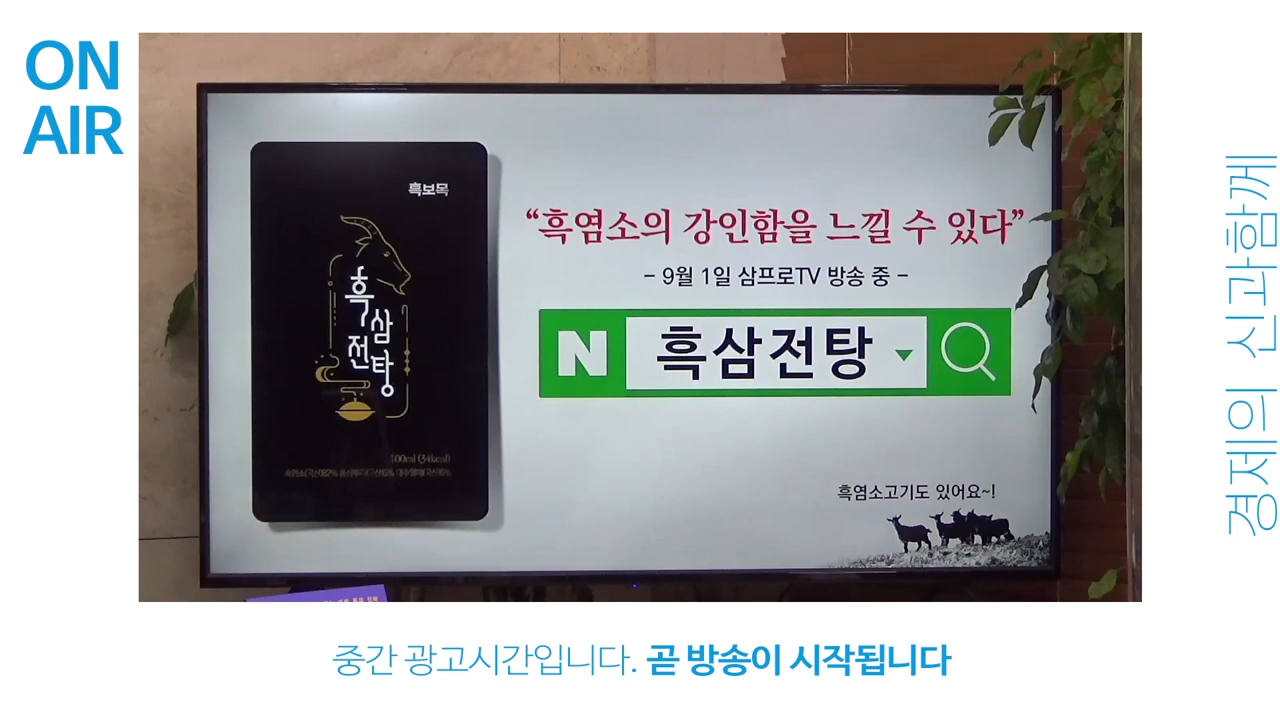 ON
AIR
흑보목
흑삼
전탕
100ml (34kcal)
“흑염소의 강인함을 느낄 수 있다”
- 9월 1일 삼프로TV 방송 중 -
N 흑삼전탕
흑염소고기도 있어요~!
경제의 신과함께
중간 광고시간입니다. 곧 방송이 시작됩니다